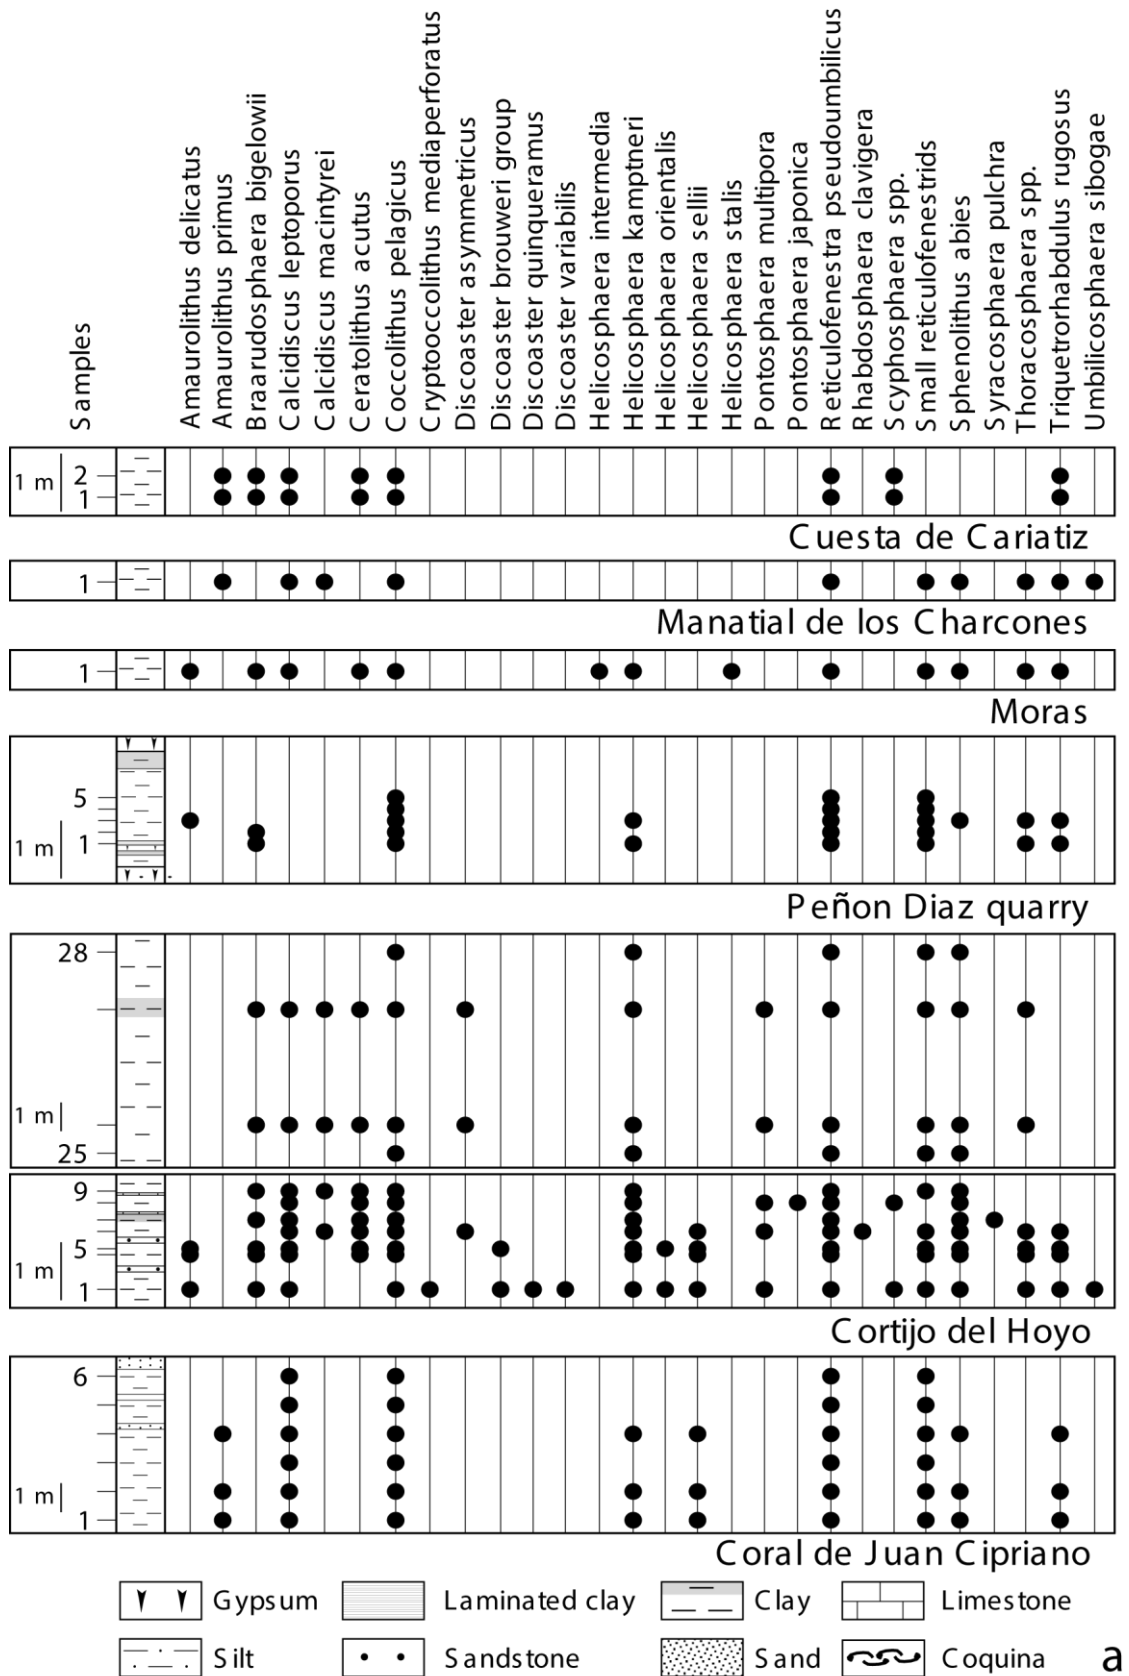 Samples
Amaurolithus delicatus
Amaurolithus primus
Braarudosphaera bigelowii
Calcidiscus leptoporus
Calcidiscus macintyrei
Ceratolithus acutus
Coccolithus pelagicus
Cryptooccolithus mediaperforatus
Discoaster asymmetricus
Discoaster brouweri group
Discoaster quinqueramus
Discoaster variabilis
Helicosphaera intermedia
Helicosphaera kamptneri
Helicosphaera orientalis
Helicosphaera sellii
Helicosphaera stalis
Pontosphaera multipora
Pontosphaera japonica
Reticulofenestra pseudoumbilicus
Rhabdosphaera clavigera
Scyphosphaera spp.
Small reticulofenestrids
Sphenolithus abies
Syracosphaera pulchra
Thoracosphaera spp.
Triquetrorhabdulus rugosus
Umbilicosphaera sibogae
1 m 2
1
Cuesta de Cariatiz
1
Manatial de los Charcones
1
Moras
5
1 m 1
Peñon Diaz quarry
28
1 m
25
9
5
1 m 1
Cortijo del Hoyo
6
1 m
1
Coral de Juan Cipriano
Gypsum Laminated clay Clay Limestone
Silt Sandstone Sand Coquina a